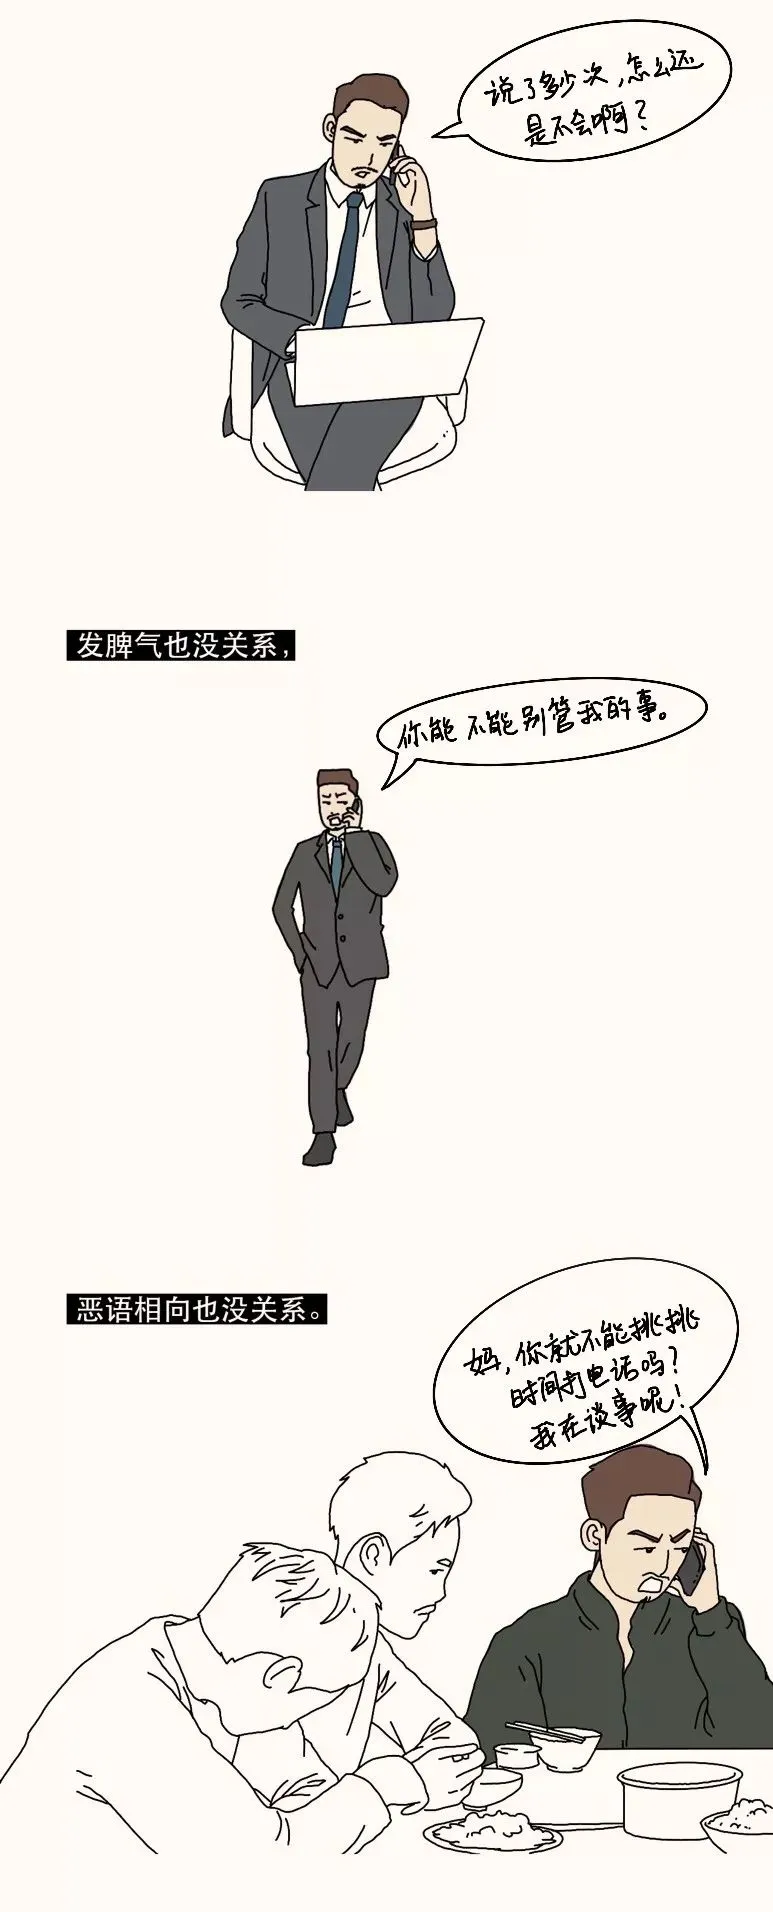 说了多少次,怎么还
是不会啊?
发脾气也没关系,
你能不能别管我的事。
恶语相向也没关系。
妈,你就不能挑挑
时间打电话吗?
我在谈事呢!